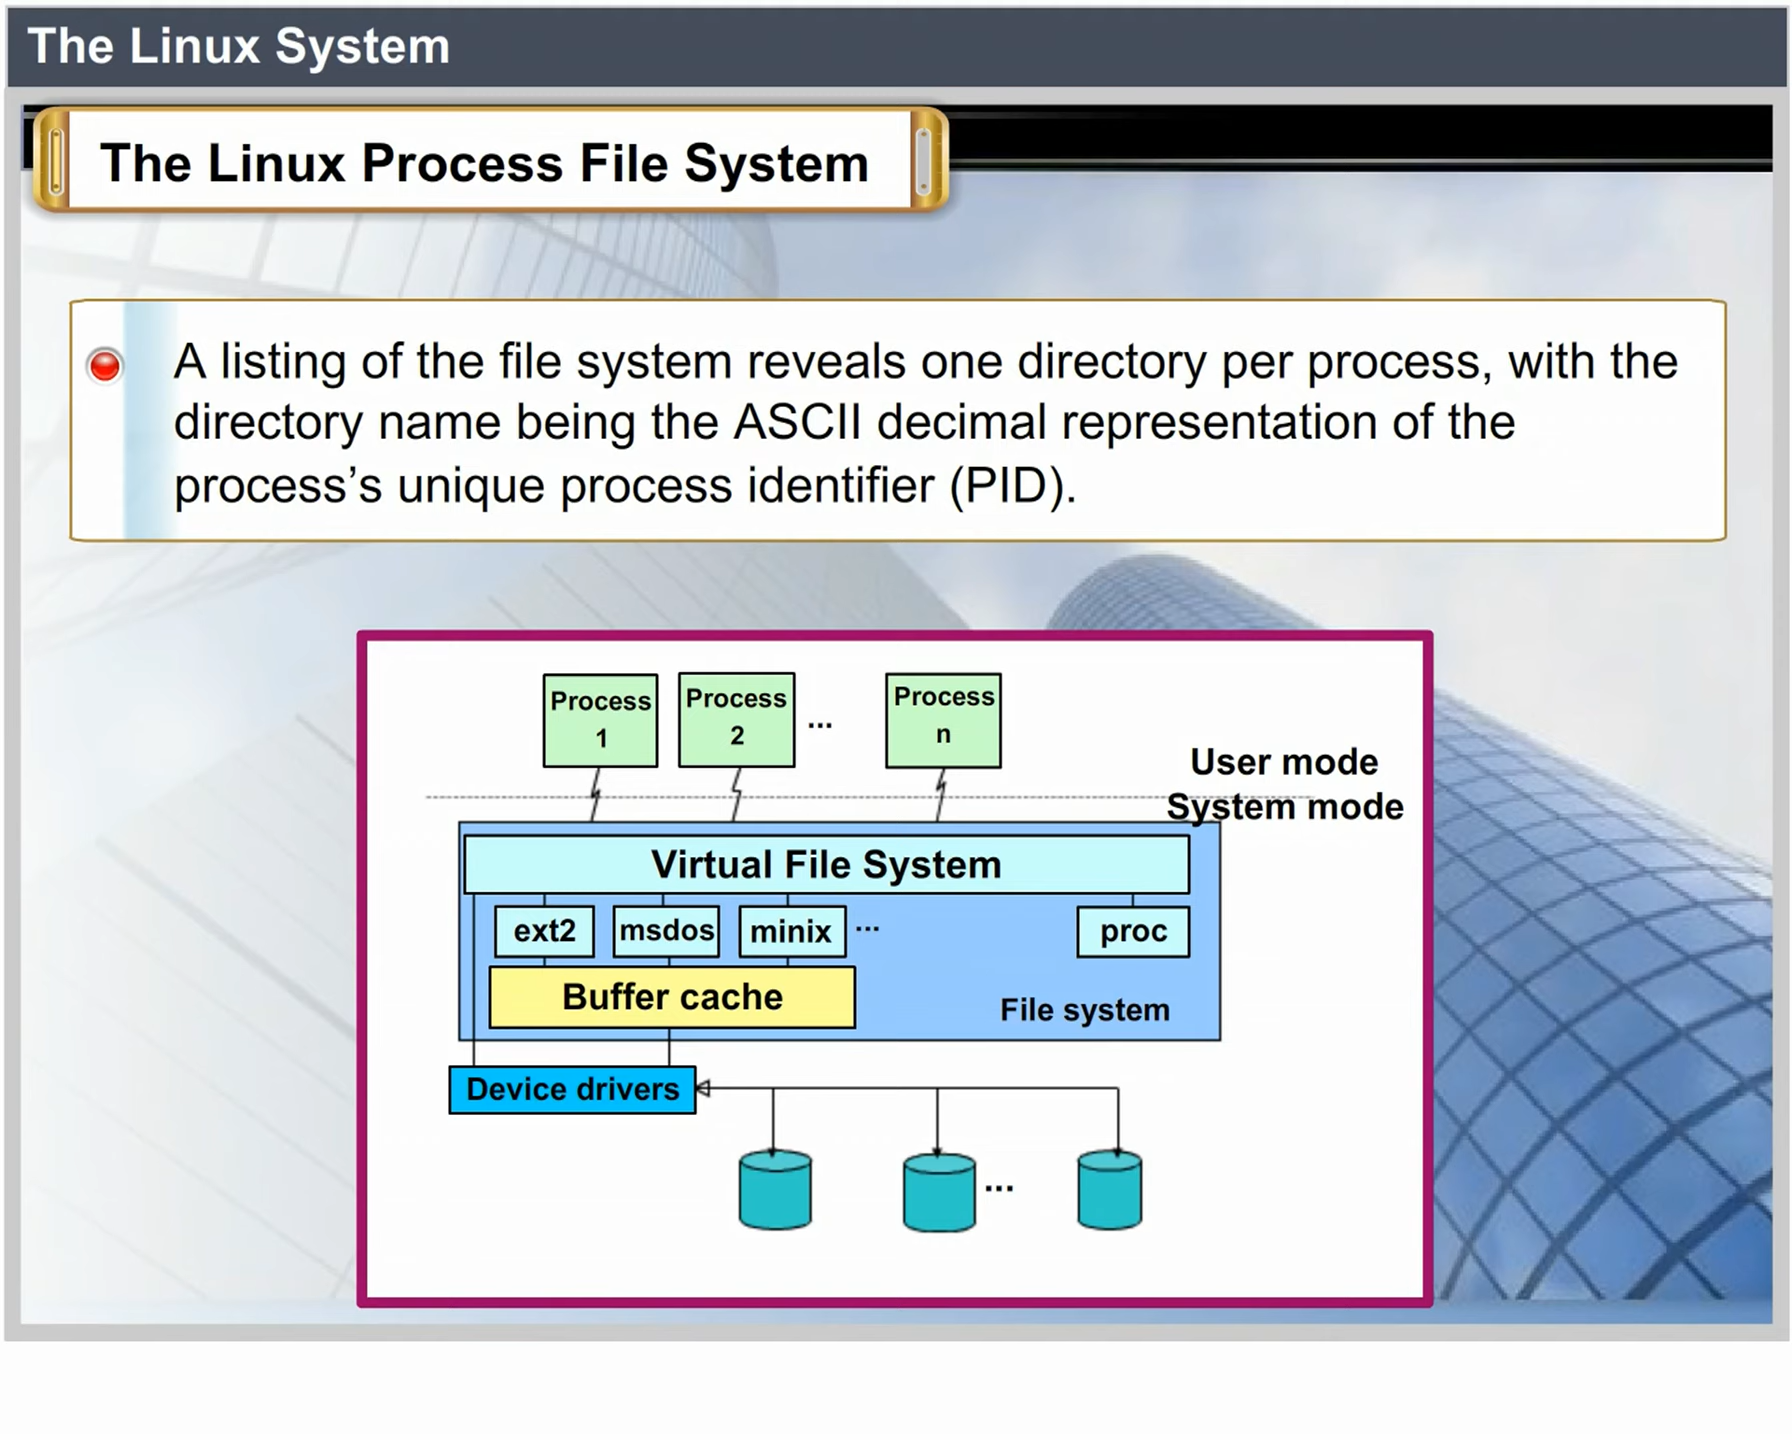 The Linux System
The Linux Process File System
A listing of the file system reveals one directory per process, with the
directory name being the ASCII decimal representation of the
process’s unique process identifier (PID).
Process
1
Process
2
...
Process
n
User mode
System mode
Virtual File System
ext2
msdos
minix
...
proc
Buffer cache
File system
Device drivers
...